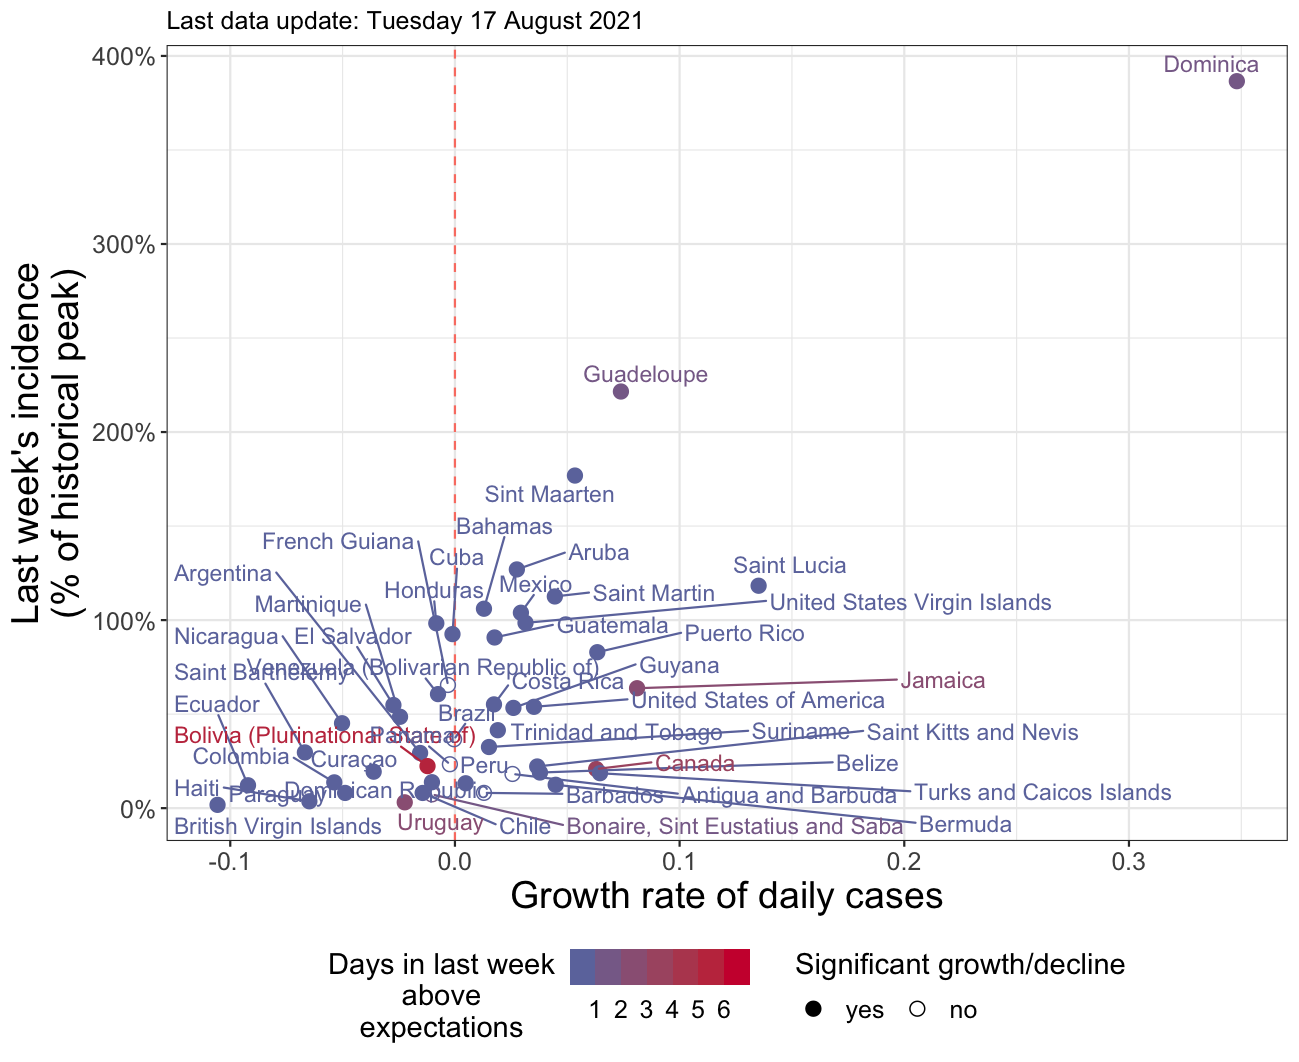 Last data update: Tuesday 17 August 2021
Last week's incidence
(% of historical peak)
400%
300%
200%
100%
0%
Dominica
Guadeloupe
Sint Maarten
Bahamas
French Guiana
Cuba
Aruba
Saint Lucia
Argentina
Honduras
Mexico
Saint Martin
Martinique
United States Virgin Islands
Nicaragua
El Salvador
Guatemala
Puerto Rico
Saint Barthelemy
Venezuela (Bolivarian Republic of)
Guyana
Costa Rica
Jamaica
Ecuador
United States of America
Brazil
Bolivia (Plurinational State of)
Panama
Trinidad and Tobago
Suriname
Saint Kitts and Nevis
Colombia
Curaçao
Peru
Canada
Belize
Haiti
Paraguay
Dominican Republic
Barbados
Antigua and Barbuda
Turks and Caicos Islands
British Virgin Islands
Uruguay
Chile
Bonaire, Sint Eustatius and Saba
Bermuda
-0.1 0.0 0.1 0.2 0.3
Growth rate of daily cases
Days in last week
above
expectations
1 2 3 4 5 6
Significant growth/decline
yes no